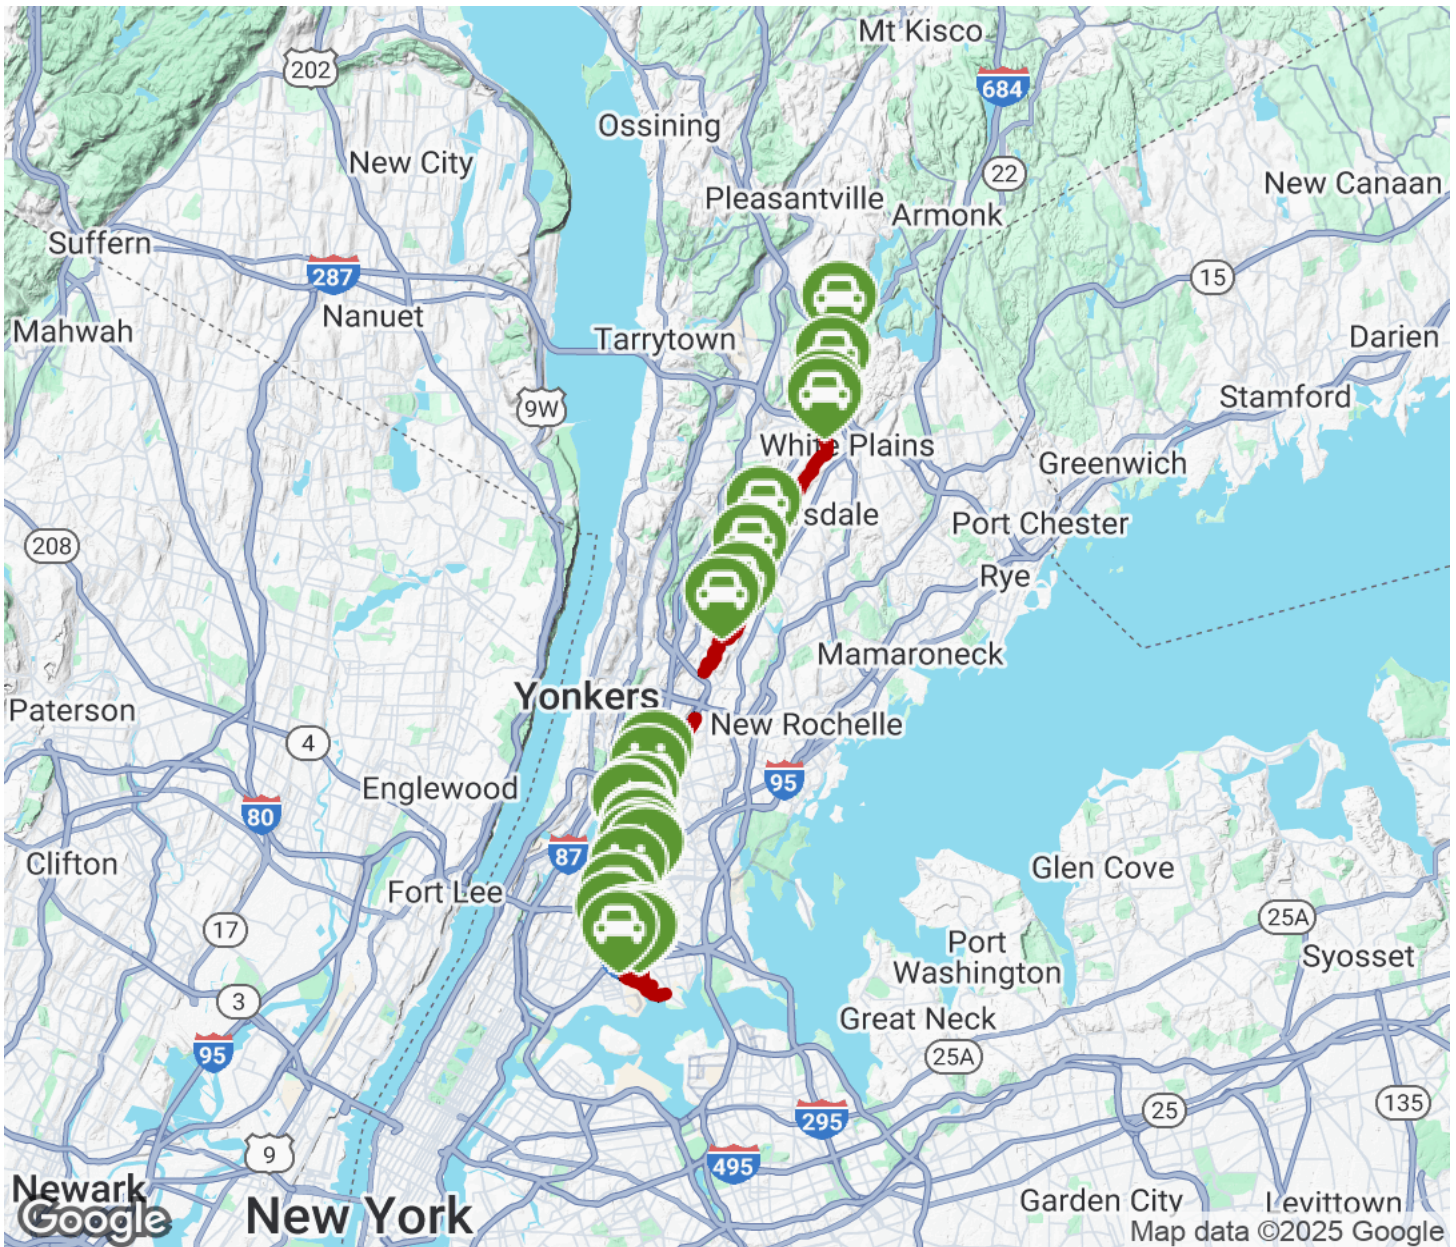 Mt Kisco
202
684
Ossining
New City
22
New Canaan
Pleasantville
Armonk
Suffern
287
15
Nanuet
Mahwah
Tarrytown
Darien
9W
Stamford
White Plains
Greenwich
sdale
Port Chester
208
Rye
Mamaroneck
Yonkers
Paterson
New Rochelle
4
95
Englewood
80
87
Clifton
Glen Cove
Fort Lee
25A
17
Port
Washington
Syosset
3
Great Neck
95
25A
135
25
295
9
495
Newark
Garden City
Levittown
Google
New York
Map data ©2025 Google